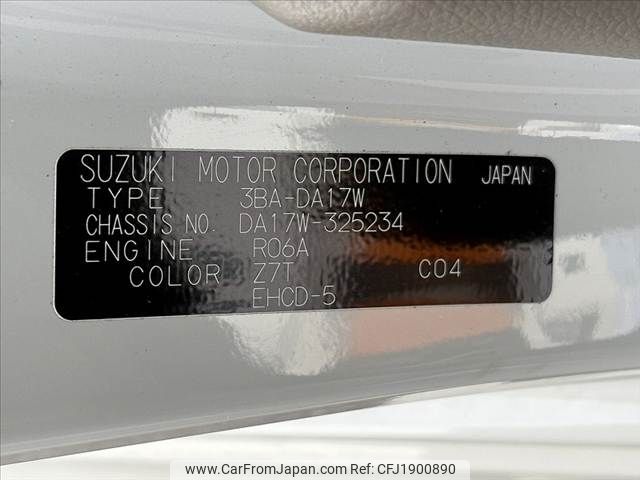 SUZUKI MOTOR CORPORATION JAPAN
TYPE 3BA-DA17W
CHASSIS NO. DA17W-325234
ENGINE R06A
COLOR Z7T C04
EHCD-5
www.CarFromJapan.com - Ref: CFJ1900890